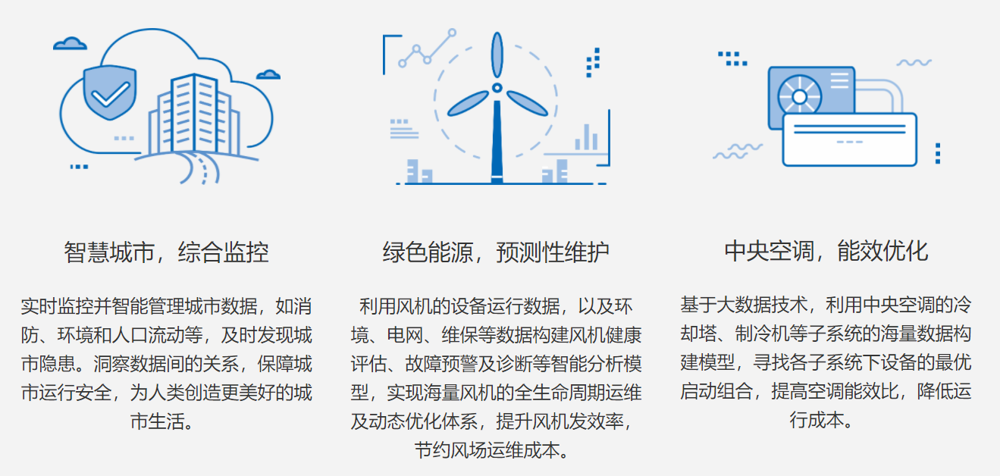 智慧城市，综合监控
实时监控并智能管理城市数据，如消
防、环境和人口流动等，及时发现城
市隐患。洞察数据间的关系，保障城
市运行安全，为人类创造更美好的城
市生活。
绿色能源，预测性维护
利用风机的设备运行数据，以及环
境、电网、维保等数据构建风机健康
评估、故障预警及诊断等智能分析模
型，实现海量风机的全生命周期运维
及动态优化体系，提升风机发效率，
节约风场运维成本。
中央空调，能效优化
基于大数据技术，利用中央空调的冷
却塔、制冷机等子系统的海量数据构
建模型，寻找各子系统下设备的最优
启动组合，提高空调能效比，降低运
行成本。